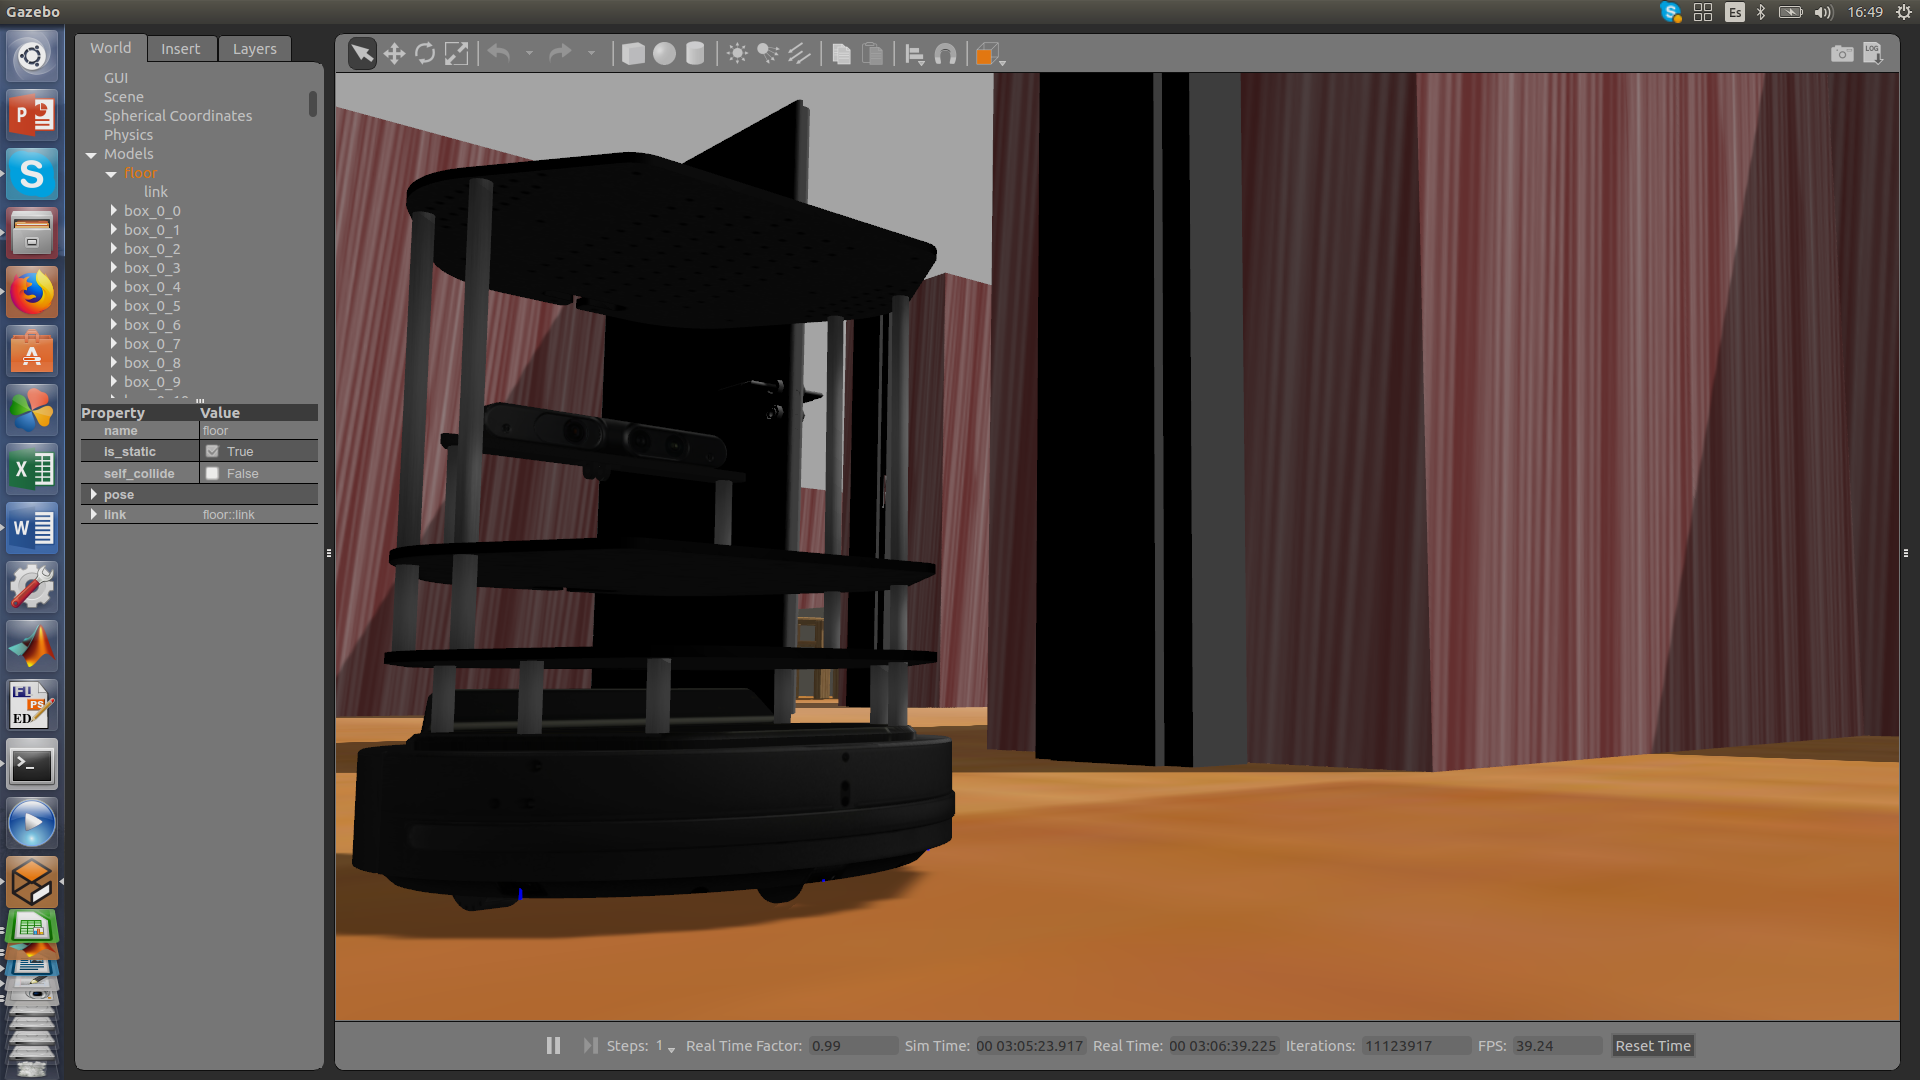 Gazebo
Es
16:49
World Insert Layers
LOG
GUI
Scene
Spherical Coordinates
Physics
Models
floor
link
box_0_0
box_0_1
box_0_2
box_0_3
box_0_4
box_0_5
box_0_6
box_0_7
box_0_8
box_0_9
Property Value
name floor
is_static True
self_collide False
pose
link floor::link
Steps: 1 Real Time Factor: 0.99 Sim Time: 00 03:05:23.917 Real Time: 00 03:06:39.225 Iterations: 11123917 FPS: 39.24 Reset Time